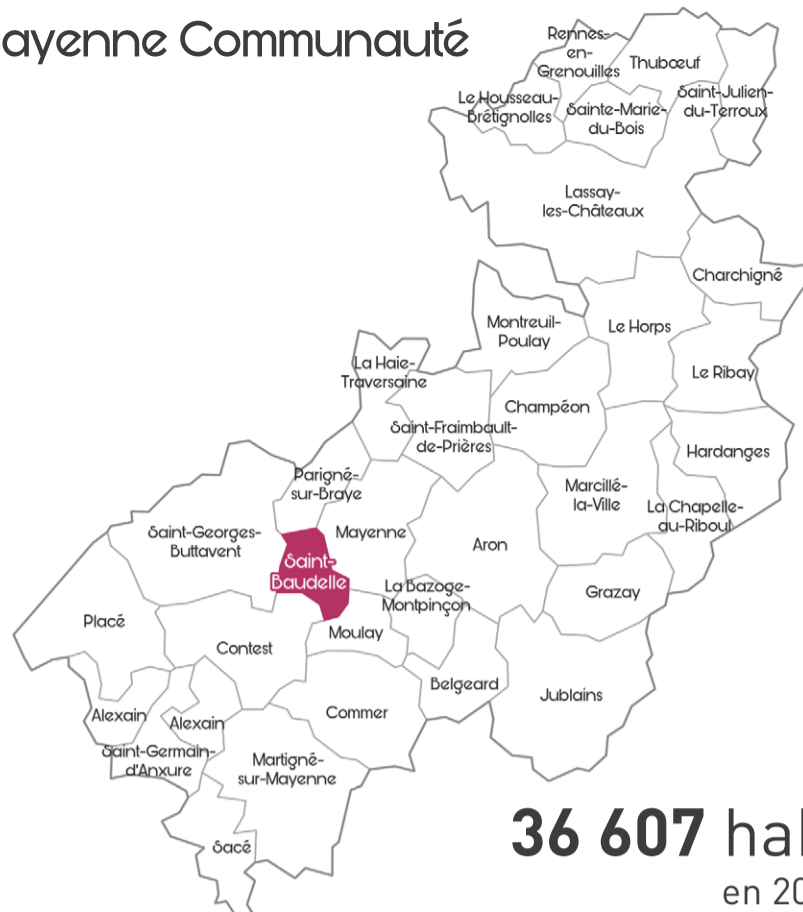 ayenne Communauté
Rennes-
en-
Grenouilles
Thubœuf
Le Housseau-
Brétignolles
Sainte-Marie-
du-Bois
Saint-Julien-
du-Terroux
Lassay-
les-Châteaux
Charchigné
Montreuil-
Poulay
Le Horps
La Haie-
Traversaine
Le Ribay
Champéon
Saint-Fraimbault-
de-Prières
Hardanges
Parigné-
sur-Braye
Marcillé-
la-Ville
La Chapelle-
au-Riboul
Saint-Georges-
Buttavent
Mayenne
Aron
Saint-
Baudelle
La Bazoge-
Montpinçon
Grazay
Placé
Moulay
Contest
Belgeard
Jublains
Alexain
Alexain
Commer
Saint-Germain-
d'Anxure
Martigné-
sur-Mayenne
Sacé
36 607 hal
en 20